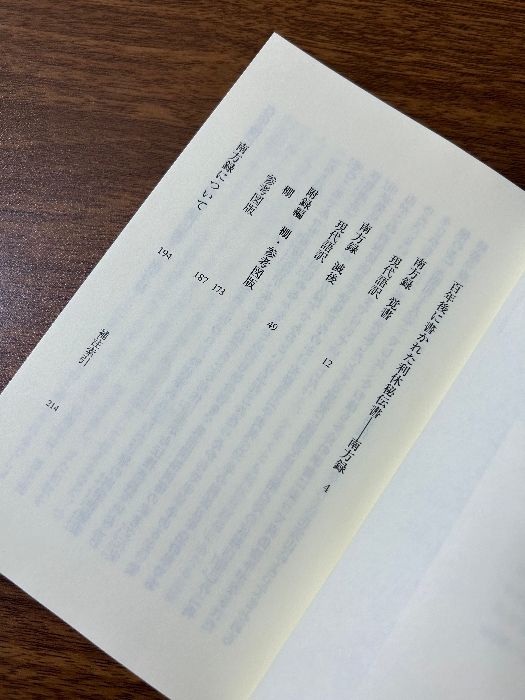 百年後に書かれた利休秘伝書――南方録 4
南方録 覚書
現代語訳 12
南方録 滅後
現代語訳 49
附録編 棚・参考図版
棚 173
参考図版 187
南方録について 194
補注索引 214